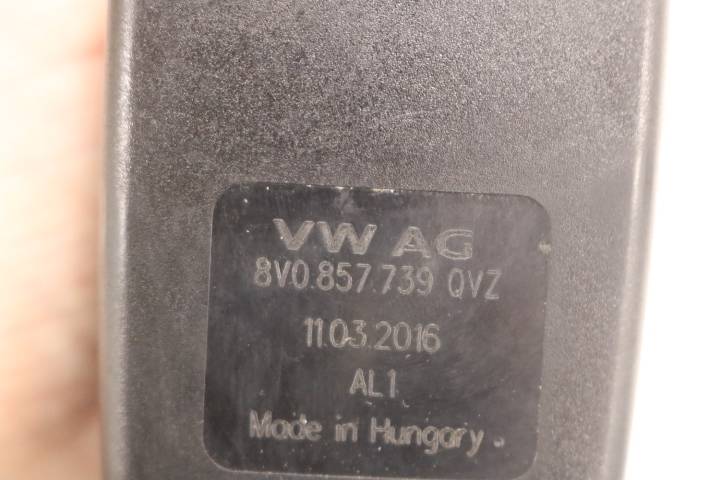 VW AG
8V0.857.739 QVZ
11.03.2016
AL1
Made in Hungary